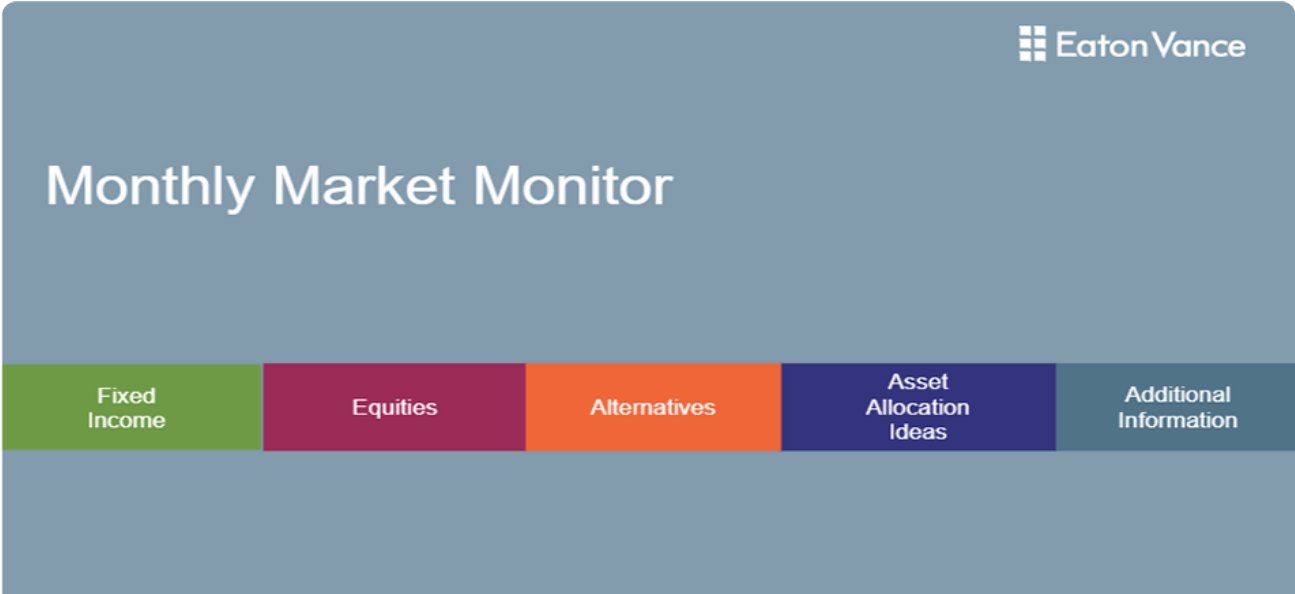 Eaton Vance
Monthly Market Monitor
Fixed
Income
Equities
Alternatives
Asset
Allocation
Ideas
Additional
Information